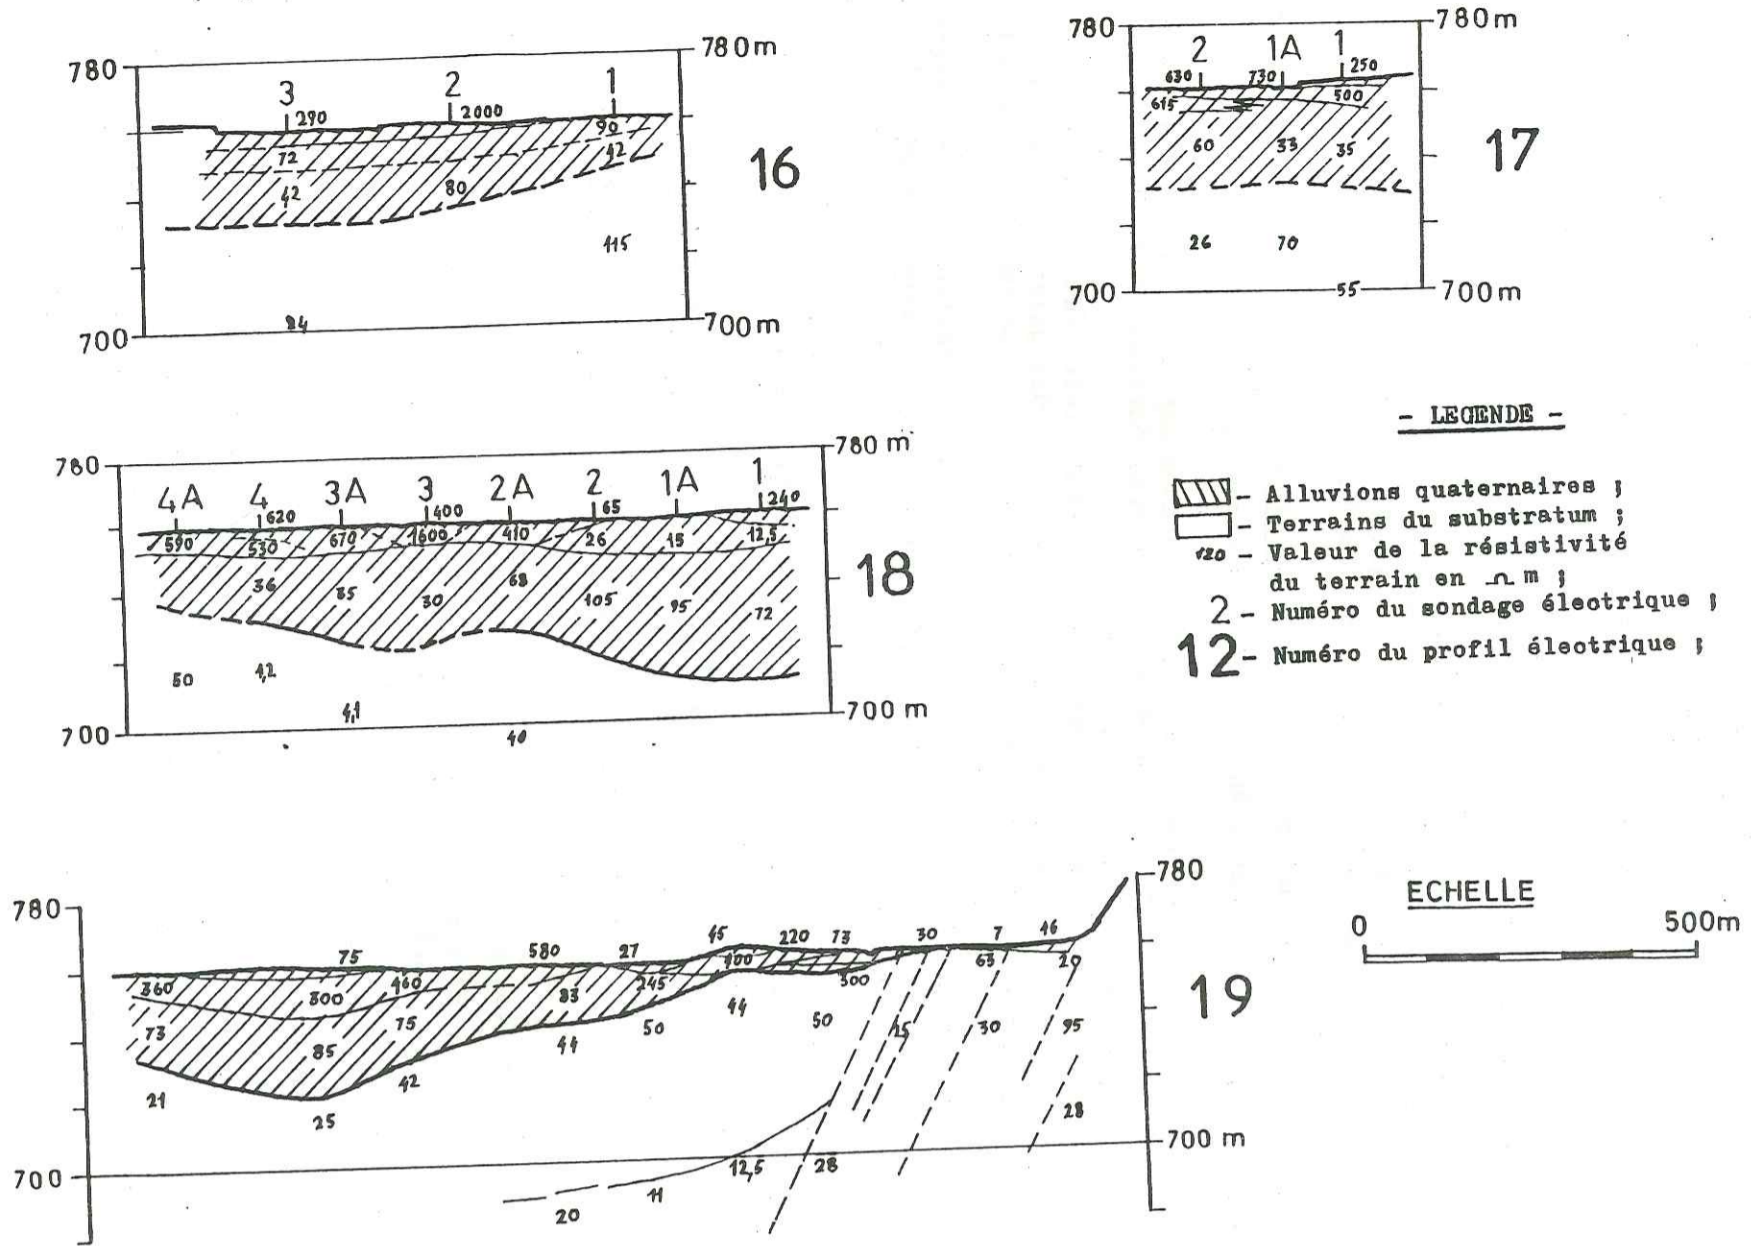 780 780m
3 2 1
290 2000 90
72 42
42 80
115
84
700 700m
16
780 780m
2 1A 1
630 730 250
615 500
60 33 35
26 70
55
700 700m
17
780 780 m
4A 4 3A 3 2A 2 1A 1
620 400 65 240
590 530 670 1600 410 26 15 12,5
36 85 30 68 105 95 72
50 42
41
40
700 700 m
18
- LEGENDE -
- Alluvions quaternaires ;
- Terrains du substratum ;
120 - Valeur de la résistivité
du terrain en Ω m ;
2 - Numéro du sondage électrique ;
12 - Numéro du profil électrique ;
780 780
75 580 27 45 220 73 30 7 46
360 300 160 83 245 100 300 63 20
73 85 75 44 50 44 50 15 30 95
21 25 42 28
700 700 m
20 11 12,5 28
19
ECHELLE
0 500m